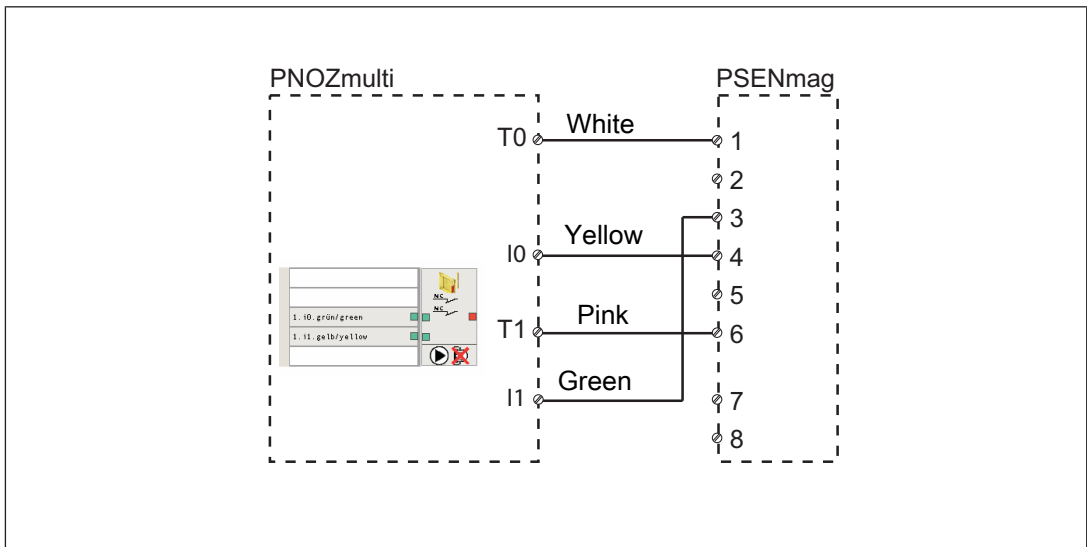 PNOZmulti
PSENmag
T0 White 1
2
3
I0 Yellow 4
5
NC
NC
1.i0.grün/green
T1 Pink 6
1.i1.gelb/yellow
I1 Green 7
8